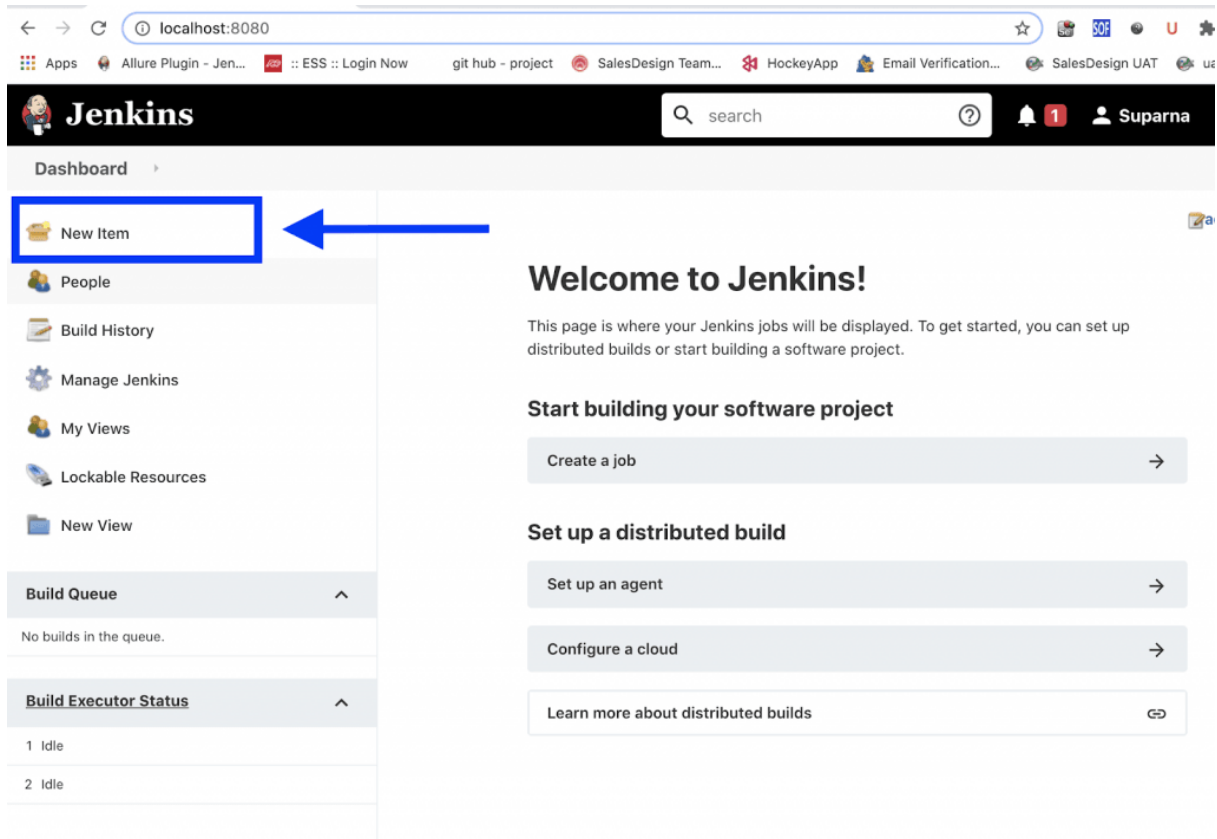 localhost:8080
SOF
U
Apps
Allure Plugin - Jen...
:: ESS :: Login Now
git hub - project
SalesDesign Team...
HockeyApp
Email Verification...
SalesDesign UAT
ua
Jenkins
search
1
Suparna
Dashboard
New Item
People
Build History
Manage Jenkins
My Views
Lockable Resources
New View
Build Queue
No builds in the queue.
Build Executor Status
1 Idle
2 Idle
Welcome to Jenkins!
This page is where your Jenkins jobs will be displayed. To get started, you can set up
distributed builds or start building a software project.
Start building your software project
Create a job
Set up a distributed build
Set up an agent
Configure a cloud
Learn more about distributed builds